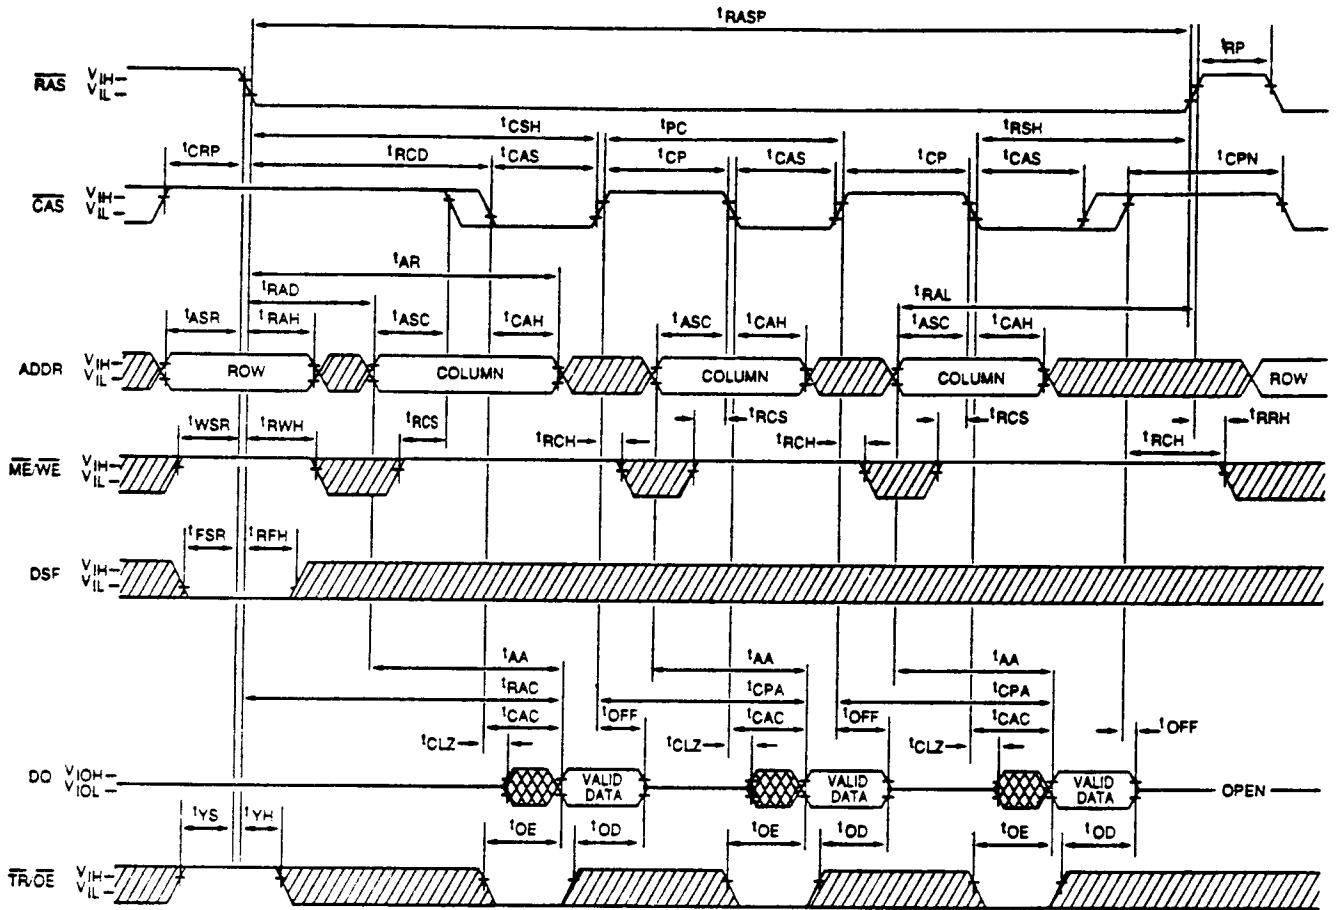 tRASP
tRP
RAS VIH VIL
tCSH tPC tRSH
tCRP tRCD tCAS tCP tCAS tCP tCAS tCPN
CAS VIH VIL
tAR
tRAD tRAL
tASR tRAH tASC tCAH tASC tCAH tASC tCAH
ADDR VIH VIL ROW COLUMN COLUMN COLUMN ROW
tWSR tRWH tRCS tRCH tRCS tRCH tRCS tRCH tRRH
ME/WE VIH VIL
tFSR tRFH
DSF VIH VIL
tAA tAA tAA
tRAC tCPA tCPA
tCAC tOFF tCAC tOFF tCAC tOFF
tCLZ tCLZ tCLZ
DQ VIOH VIOL VALID DATA VALID DATA VALID DATA OPEN
tYS tYH tOE tOD tOE tOD tOE tOD
TR/OE VIH VIL